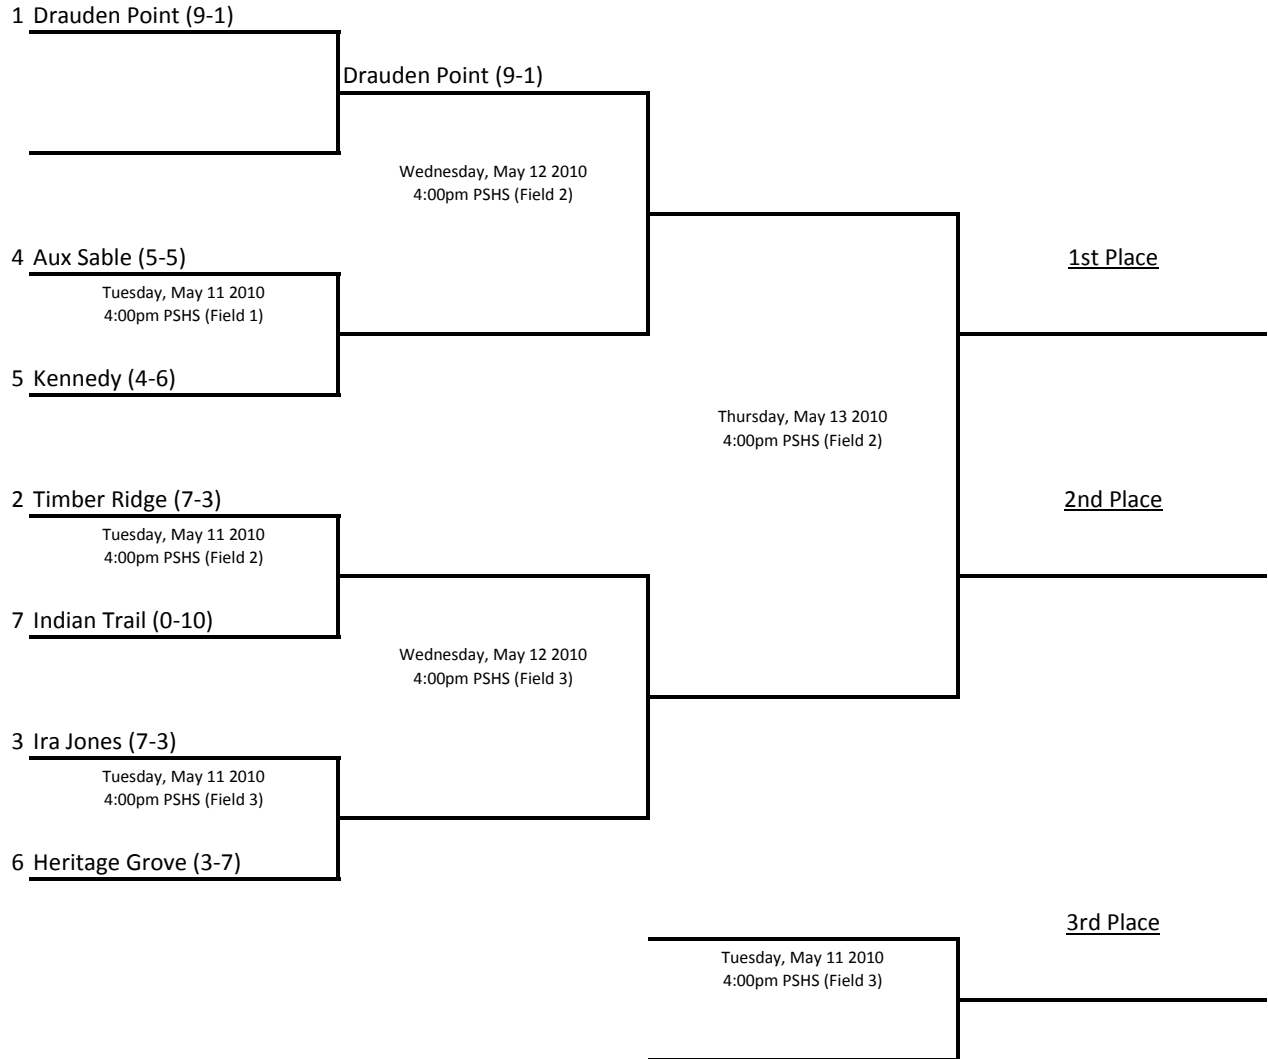 1 Drauden Point (9-1)
Drauden Point (9-1)
Wednesday, May 12 2010
4:00pm PSHS (Field 2)
4 Aux Sable (5-5)
1st Place
Tuesday, May 11 2010
4:00pm PSHS (Field 1)
5 Kennedy (4-6)
Thursday, May 13 2010
4:00pm PSHS (Field 2)
2 Timber Ridge (7-3)
2nd Place
Tuesday, May 11 2010
4:00pm PSHS (Field 2)
7 Indian Trail (0-10)
Wednesday, May 12 2010
4:00pm PSHS (Field 3)
3 Ira Jones (7-3)
Tuesday, May 11 2010
4:00pm PSHS (Field 3)
6 Heritage Grove (3-7)
3rd Place
Tuesday, May 11 2010
4:00pm PSHS (Field 3)